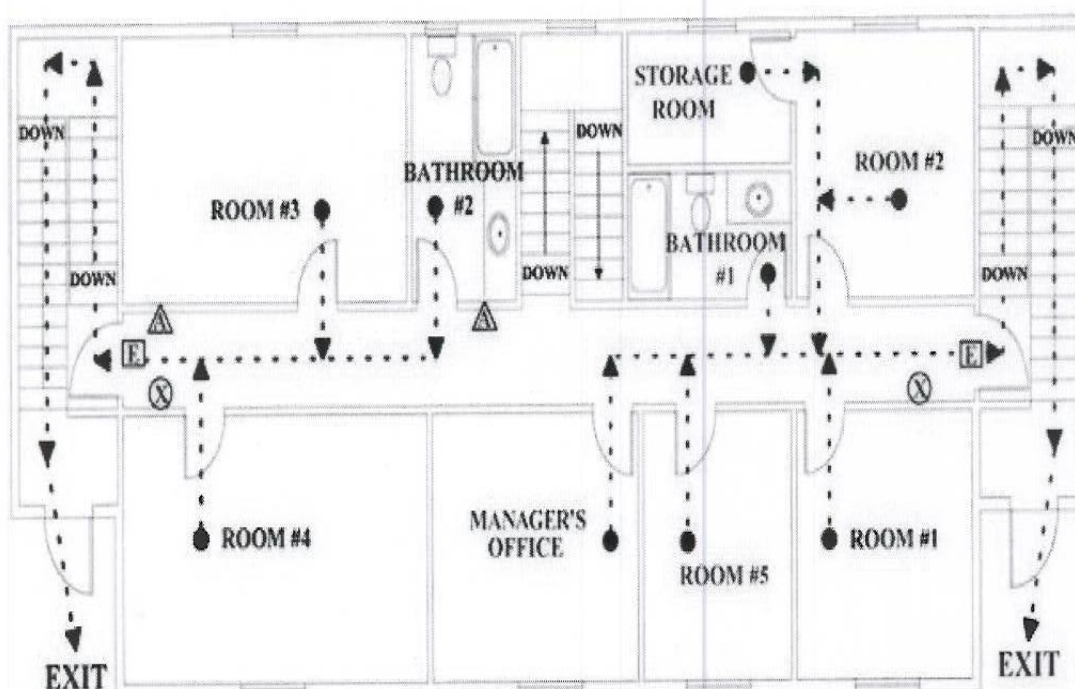 STORAGE
ROOM
DOWN
DOWN
DOWN
ROOM #2
BATHROOM
#2
ROOM #3
BATHROOM
#1
DOWN
DOWN
DOWN
A
A
E
E
X
X
ROOM #4
MANAGER'S
OFFICE
ROOM #5
ROOM #1
EXIT
EXIT